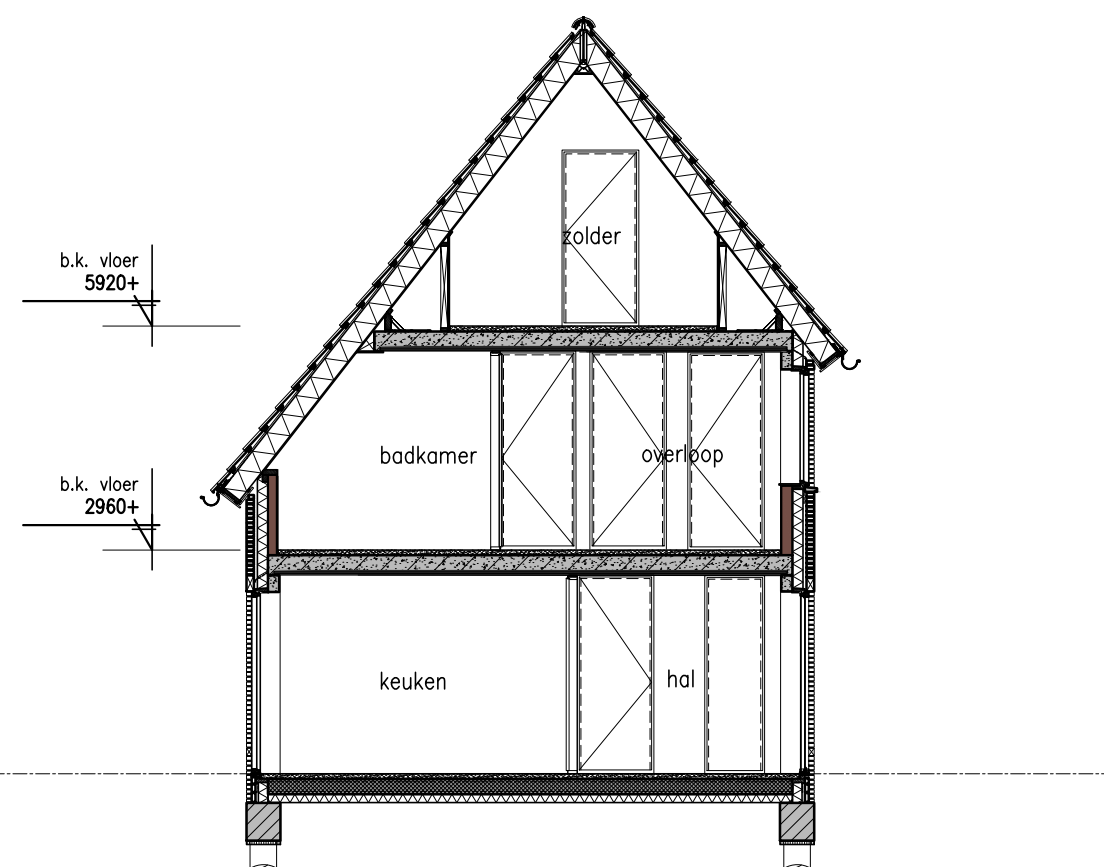 zolder
b.k. vloer
5920+
badkamer
overloop
b.k. vloer
2960+
keuken
hal